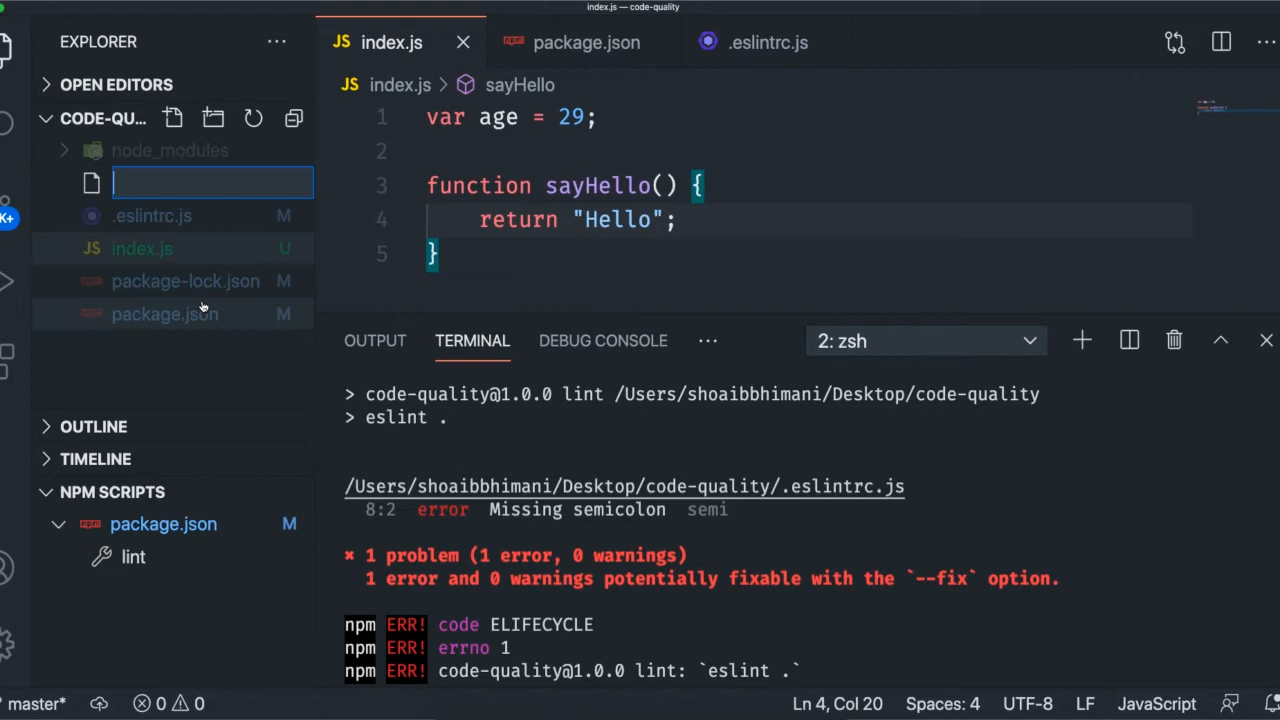 index.js — code-quality
EXPLORER
JS index.js
package.json
.eslintrc.js
OPEN EDITORS
JS index.js > sayHello
CODE-QU...
1 var age = 29;
node_modules
2
3 function sayHello() {
.eslintrc.js M
K+
4 return "Hello";
JS index.js U
5 }
package-lock.json M
package.json M
OUTPUT TERMINAL DEBUG CONSOLE ... 2: zsh
> code-quality@1.0.0 lint /Users/shoaibbhimani/Desktop/code-quality
> eslint .
OUTLINE
TIMELINE
NPM SCRIPTS
package.json M
lint
/Users/shoaibbhimani/Desktop/code-quality/.eslintrc.js
8:2 error Missing semicolon semi
✖ 1 problem (1 error, 0 warnings)
1 error and 0 warnings potentially fixable with the `--fix` option.
npm ERR! code ELIFECYCLE
npm ERR! errno 1
npm ERR! code-quality@1.0.0 lint: `eslint .`
master* 0 0 Ln 4, Col 20 Spaces: 4 UTF-8 LF JavaScript